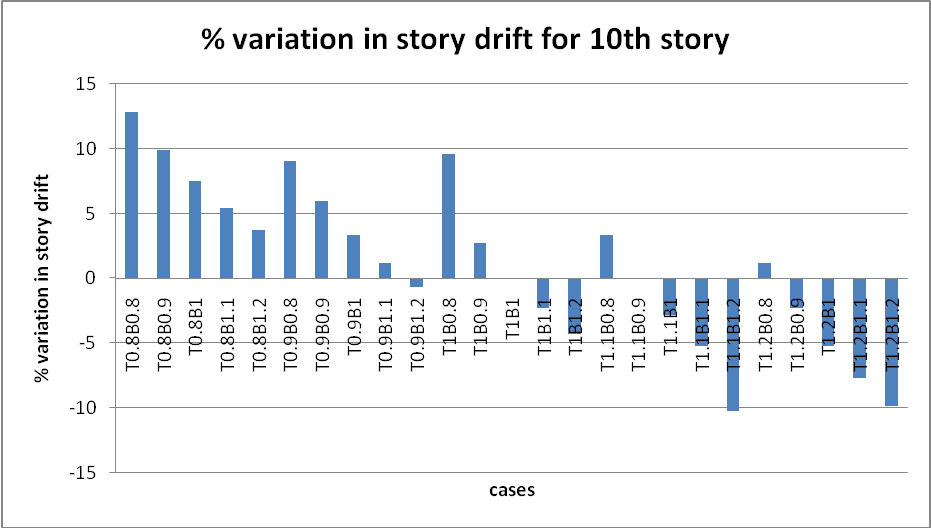 % variation in story drift for 10th story
% variation in story drift
15
10
5
0
-5
-10
-15
T0.8B0.8
T0.8B0.9
T0.8B1
T0.8B1.1
T0.8B1.2
T0.9B0.8
T0.9B0.9
T0.9B1
T0.9B1.1
T0.9B1.2
T1B0.8
T1B0.9
T1B1
T1B1.1
T1B1.2
T1.1B0.8
T1.1B0.9
T1.1B1
T1.1B1.1
T1.1B1.2
T1.2B0.8
T1.2B0.9
T1.2B1
T1.2B1.1
T1.2B1.2
cases